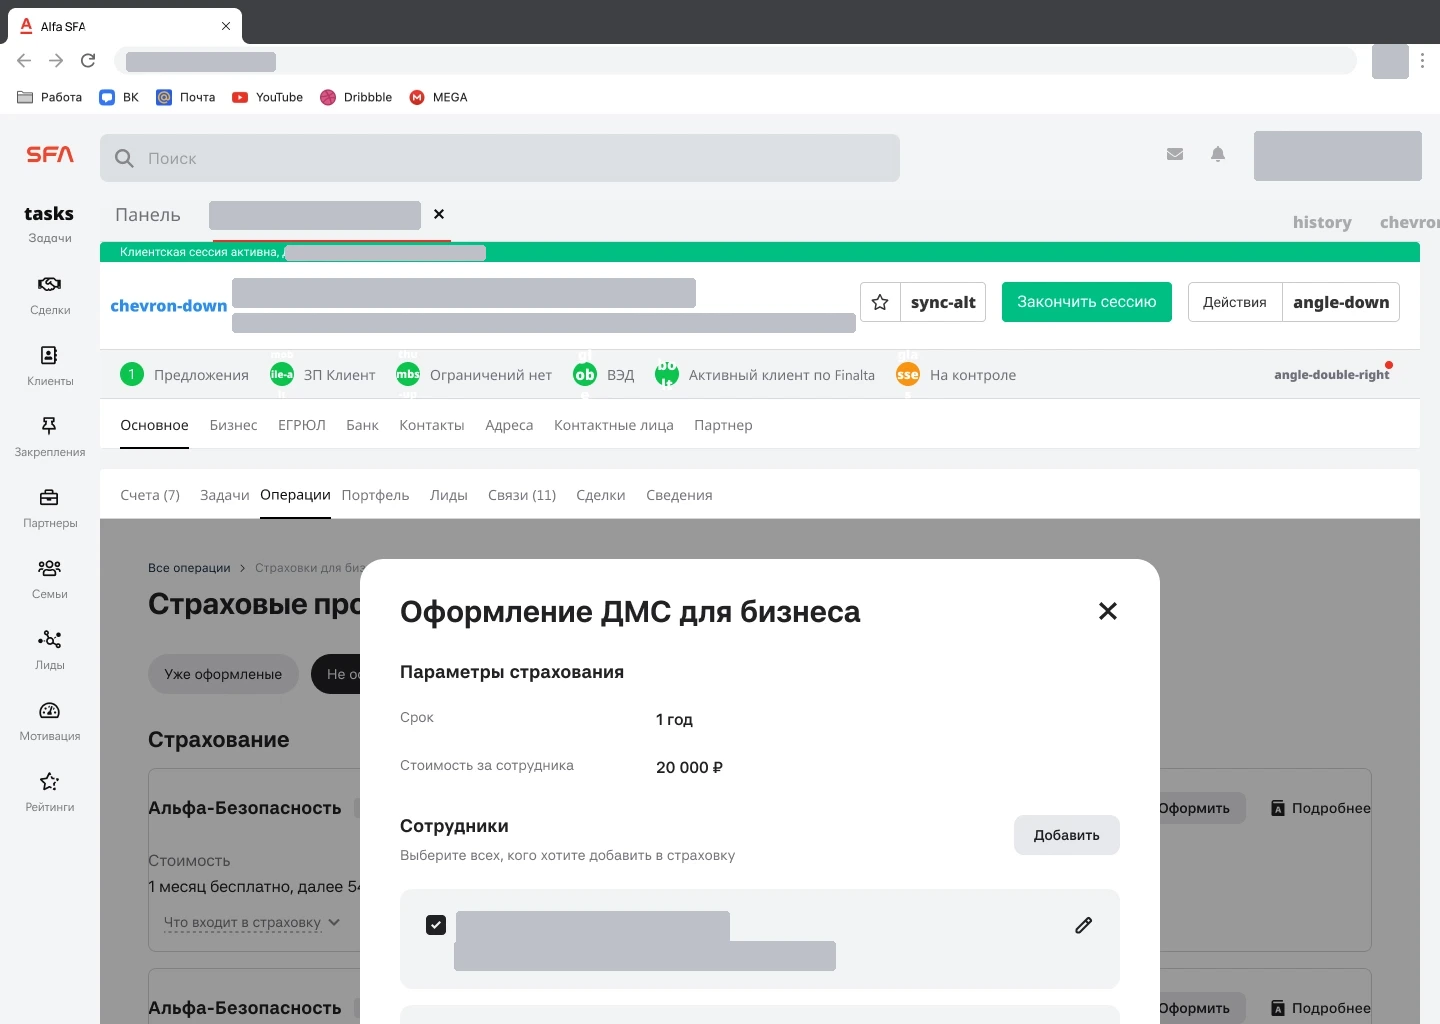 Alfa SFA
Работа ВК Почта YouTube Dribbble MEGA
SFA
Поиск
tasks
Задачи
Панель
history
Клиентская сессия активна,
Сделки
chevron-down
sync-alt
Закончить сессию
Действия
angle-down
1 Предложения
ЗП Клиент
Ограничений нет
ВЭД
Активный клиент по Finalta
На контроле
angle-double-right
Клиенты
Основное Бизнес ЕГРЮЛ Банк Контакты Адреса Контактные лица Партнер
Закрепления
Счета (7) Задачи Операции Портфель Лиды Связи (11) Сделки Сведения
Партнеры
Семьи
Лиды
Мотивация
Рейтинги
Все операции > Страховки для биз
Страховые про
Уже оформленые
Не о
Страхование
Альфа-Безопасность
Оформить
Подробнее
Стоимость
1 месяц бесплатно, далее 54
Что входит в страховку
Альфа-Безопасность
Оформить
Подробнее
Оформление ДМС для бизнеса
Параметры страхования
Срок 1 год
Стоимость за сотрудника 20 000 ₽
Сотрудники
Выберите всех, кого хотите добавить в страховку
Добавить